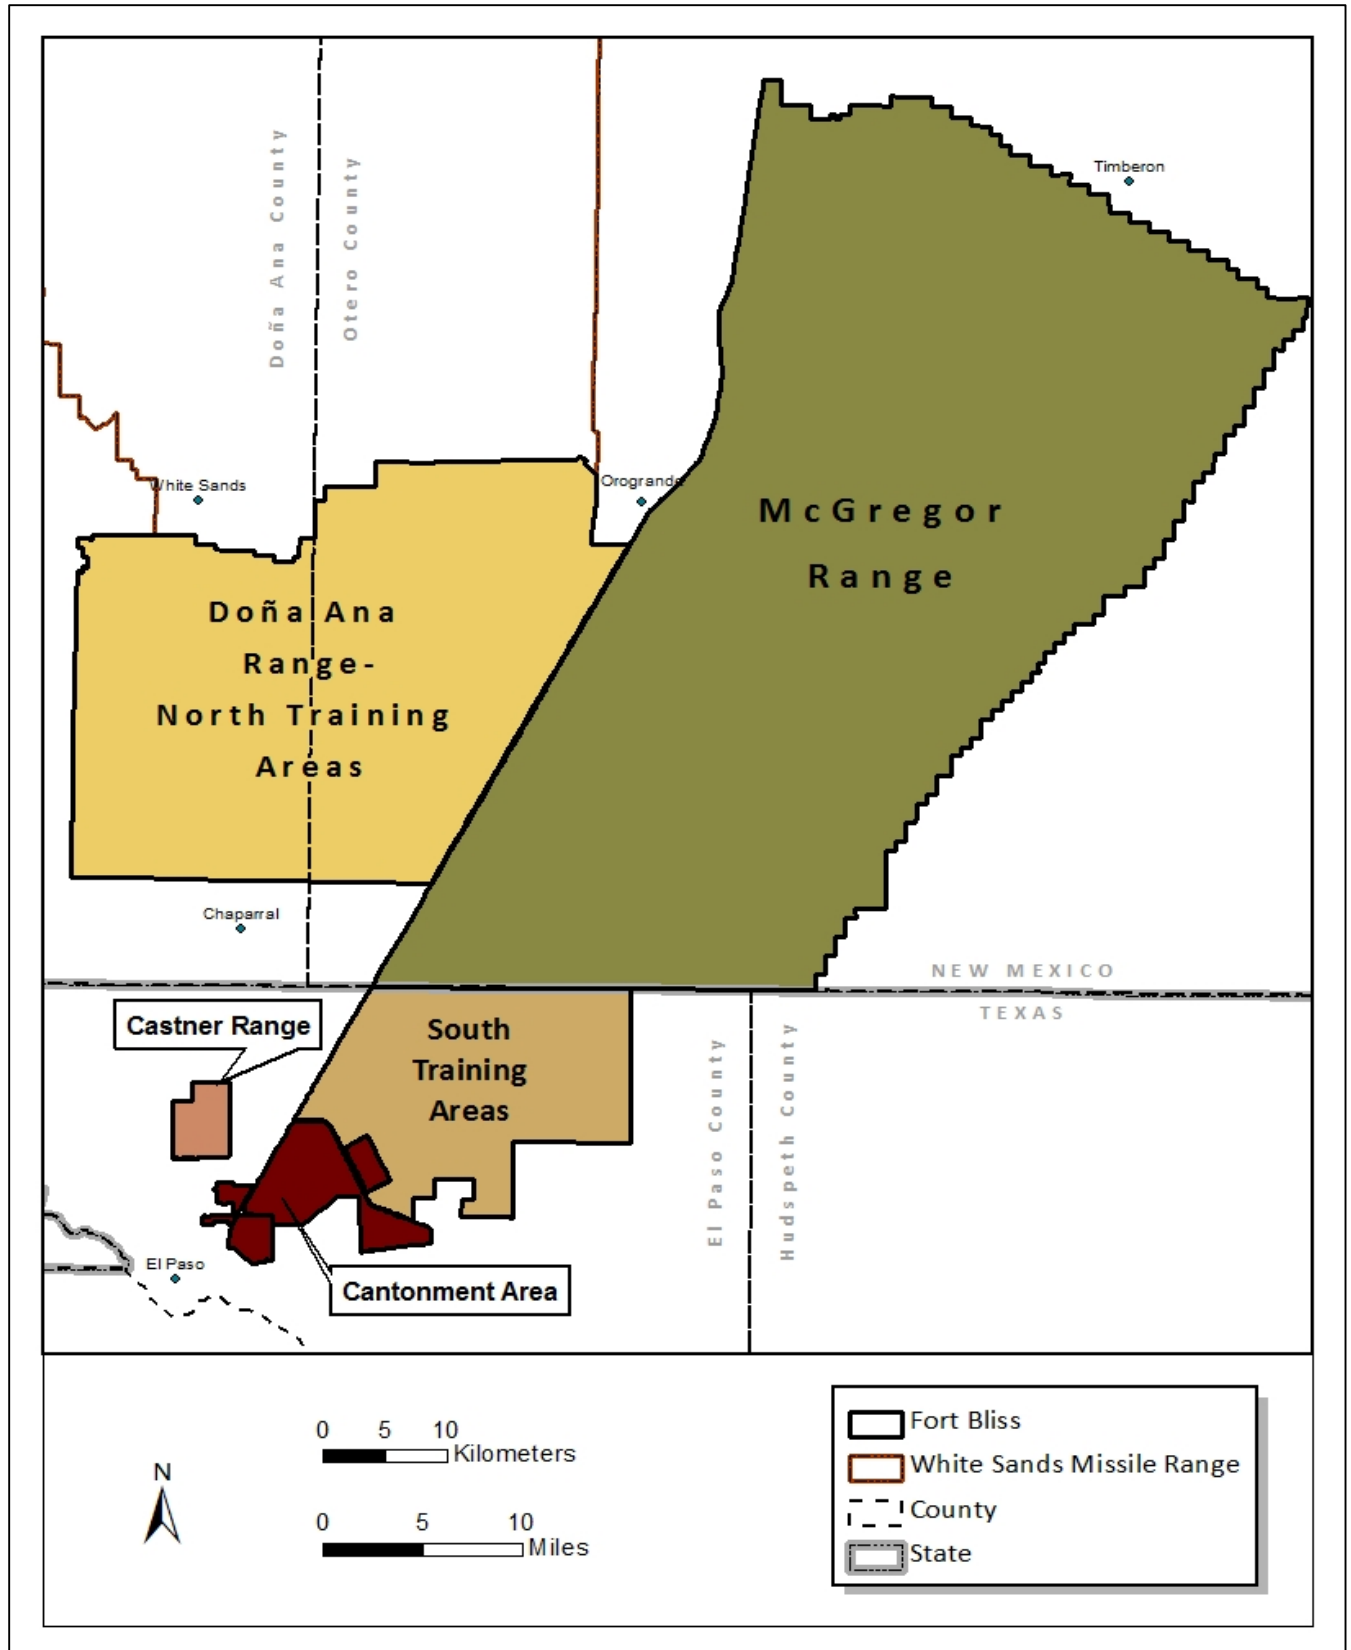 Doña Ana County
Otero County
Timberon
White Sands
Orogrande
McGregor
Range
Doña Ana
Range-
North Training
Areas
Chaparral
NEW MEXICO
TEXAS
Castner Range
South
Training
Areas
El Paso County
Hudspeth County
El Paso
Cantonment Area
N
0 5 10
Kilometers
0 5 10
Miles
Fort Bliss
White Sands Missile Range
County
State